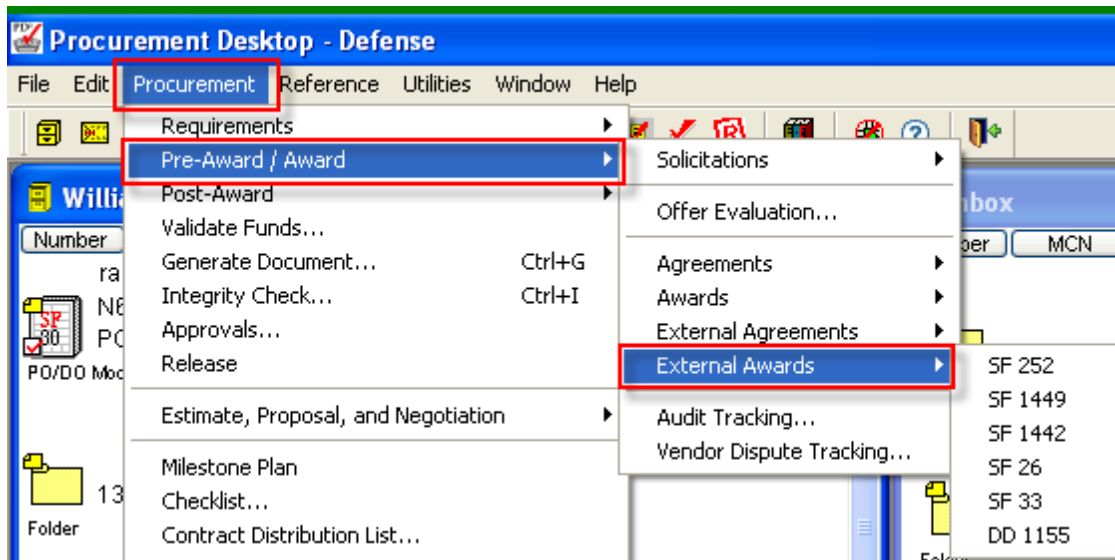 Procurement Desktop - Defense
File Edit Procurement Reference Utilities Window Help
Requirements
Pre-Award / Award
Post-Award
Validate Funds...
Generate Document... Ctrl+G
Integrity Check... Ctrl+I
Approvals...
Release
Estimate, Proposal, and Negotiation
Milestone Plan
Checklist...
Contract Distribution List...
Solicitations
Offer Evaluation...
Agreements
Awards
External Agreements
External Awards
Audit Tracking...
Vendor Dispute Tracking...
SF 252
SF 1449
SF 1442
SF 26
SF 33
DD 1155
Number
SF
30
PO/DO
13
Folder
MCN